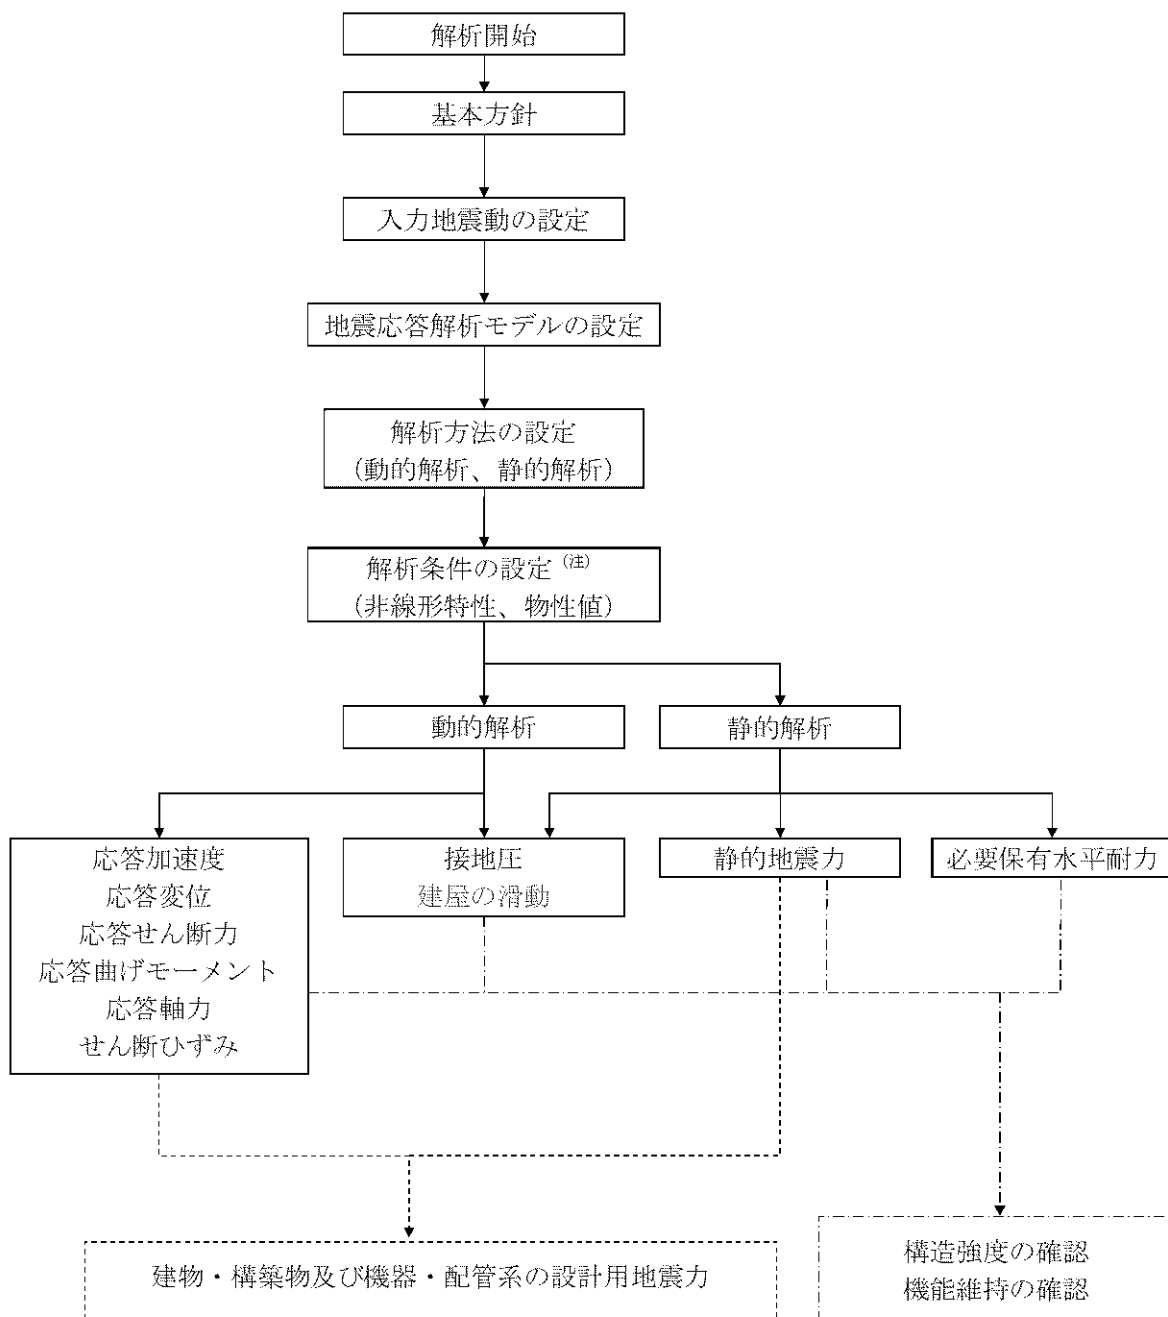 解析開始
基本方針
入力地震動の設定
地震応答解析モデルの設定
解析方法の設定
(動的解析、静的解析)
解析条件の設定 (注)
(非線形特性、物性値)
動的解析
静的解析
応答加速度
応答変位
応答せん断力
応答曲げモーメント
応答軸力
せん断ひずみ
接地圧
建屋の滑動
静的地震力
必要保有水平耐力
建物・構築物及び機器・配管系の設計用地震力
構造強度の確認
機能維持の確認